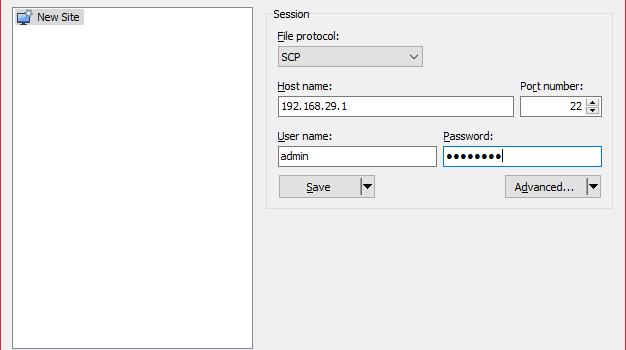 New Site
Session
File protocol:
SCP
Host name:
Port number:
192.168.29.1
22
User name:
Password:
admin
●●●●●●●●
Save
Advanced...